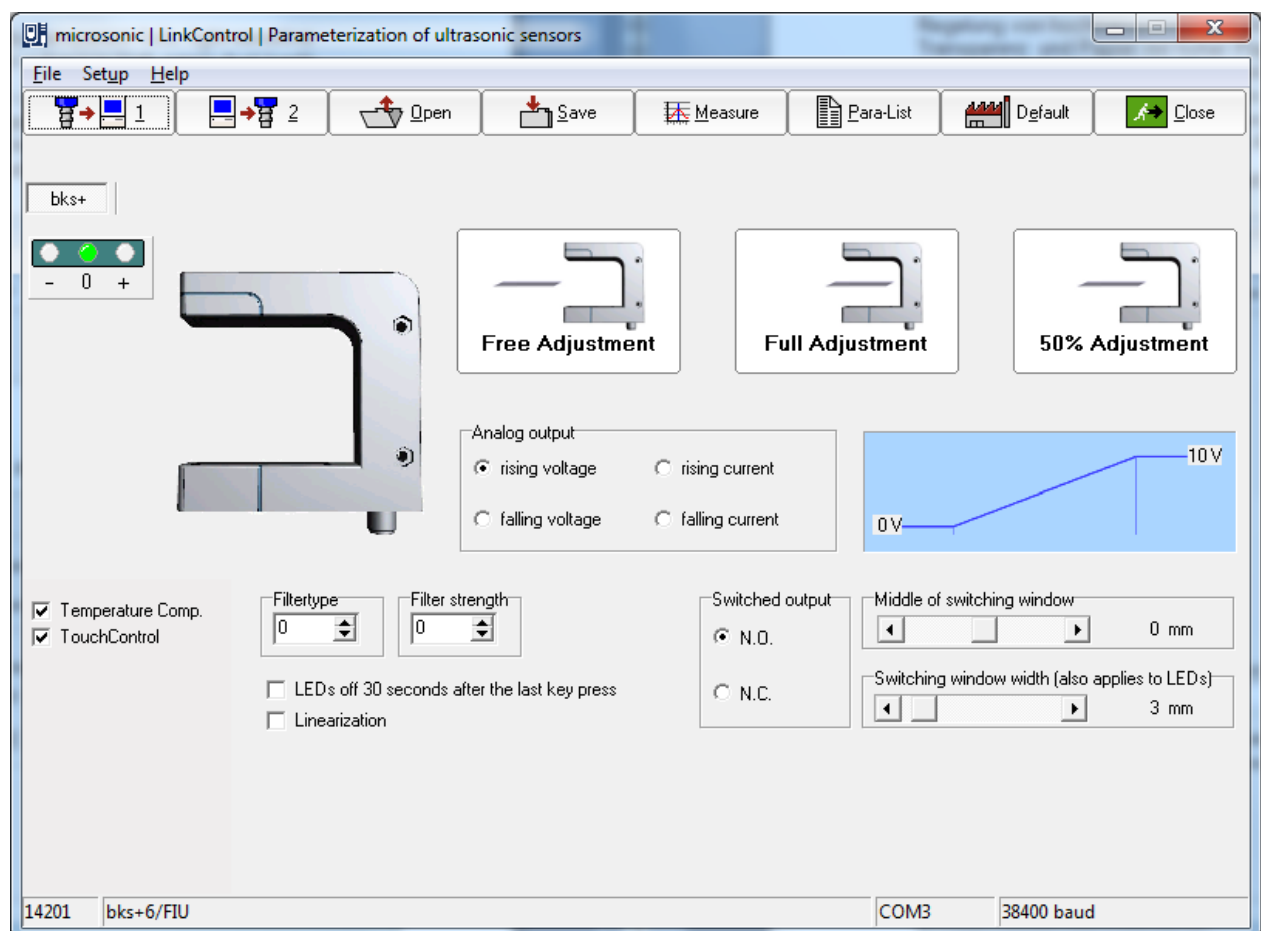 microsonic | LinkControl | Parameterization of ultrasonic sensors
File Setup Help
1 2 Open Save Measure Para-List Default Close
bks+
- 0 +
Free Adjustment
Full Adjustment
50% Adjustment
Analog output
rising voltage
rising current
falling voltage
falling current
10 V
0 V
Temperature Comp.
TouchControl
Filtertype
0
Filter strength
0
LEDs off 30 seconds after the last key press
Linearization
Switched output
N.O.
N.C.
Middle of switching window
0 mm
Switching window width (also applies to LEDs)
3 mm
14201 bks+6/FIU COM3 38400 baud